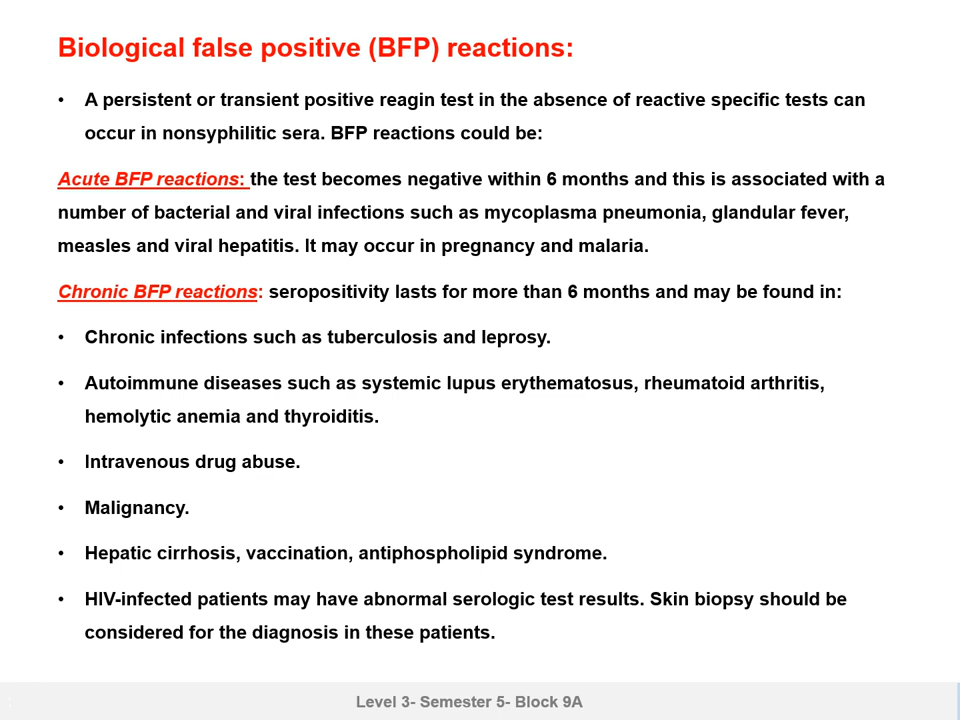 Biological false positive (BFP) reactions:
• A persistent or transient positive reagin test in the absence of reactive specific tests can
occur in nonsyphilitic sera. BFP reactions could be:
Acute BFP reactions: the test becomes negative within 6 months and this is associated with a
number of bacterial and viral infections such as mycoplasma pneumonia, glandular fever,
measles and viral hepatitis. It may occur in pregnancy and malaria.
Chronic BFP reactions: seropositivity lasts for more than 6 months and may be found in:
• Chronic infections such as tuberculosis and leprosy.
• Autoimmune diseases such as systemic lupus erythematosus, rheumatoid arthritis,
hemolytic anemia and thyroiditis.
• Intravenous drug abuse.
• Malignancy.
• Hepatic cirrhosis, vaccination, antiphospholipid syndrome.
• HIV-infected patients may have abnormal serologic test results. Skin biopsy should be
considered for the diagnosis in these patients.
Level 3- Semester 5- Block 9A